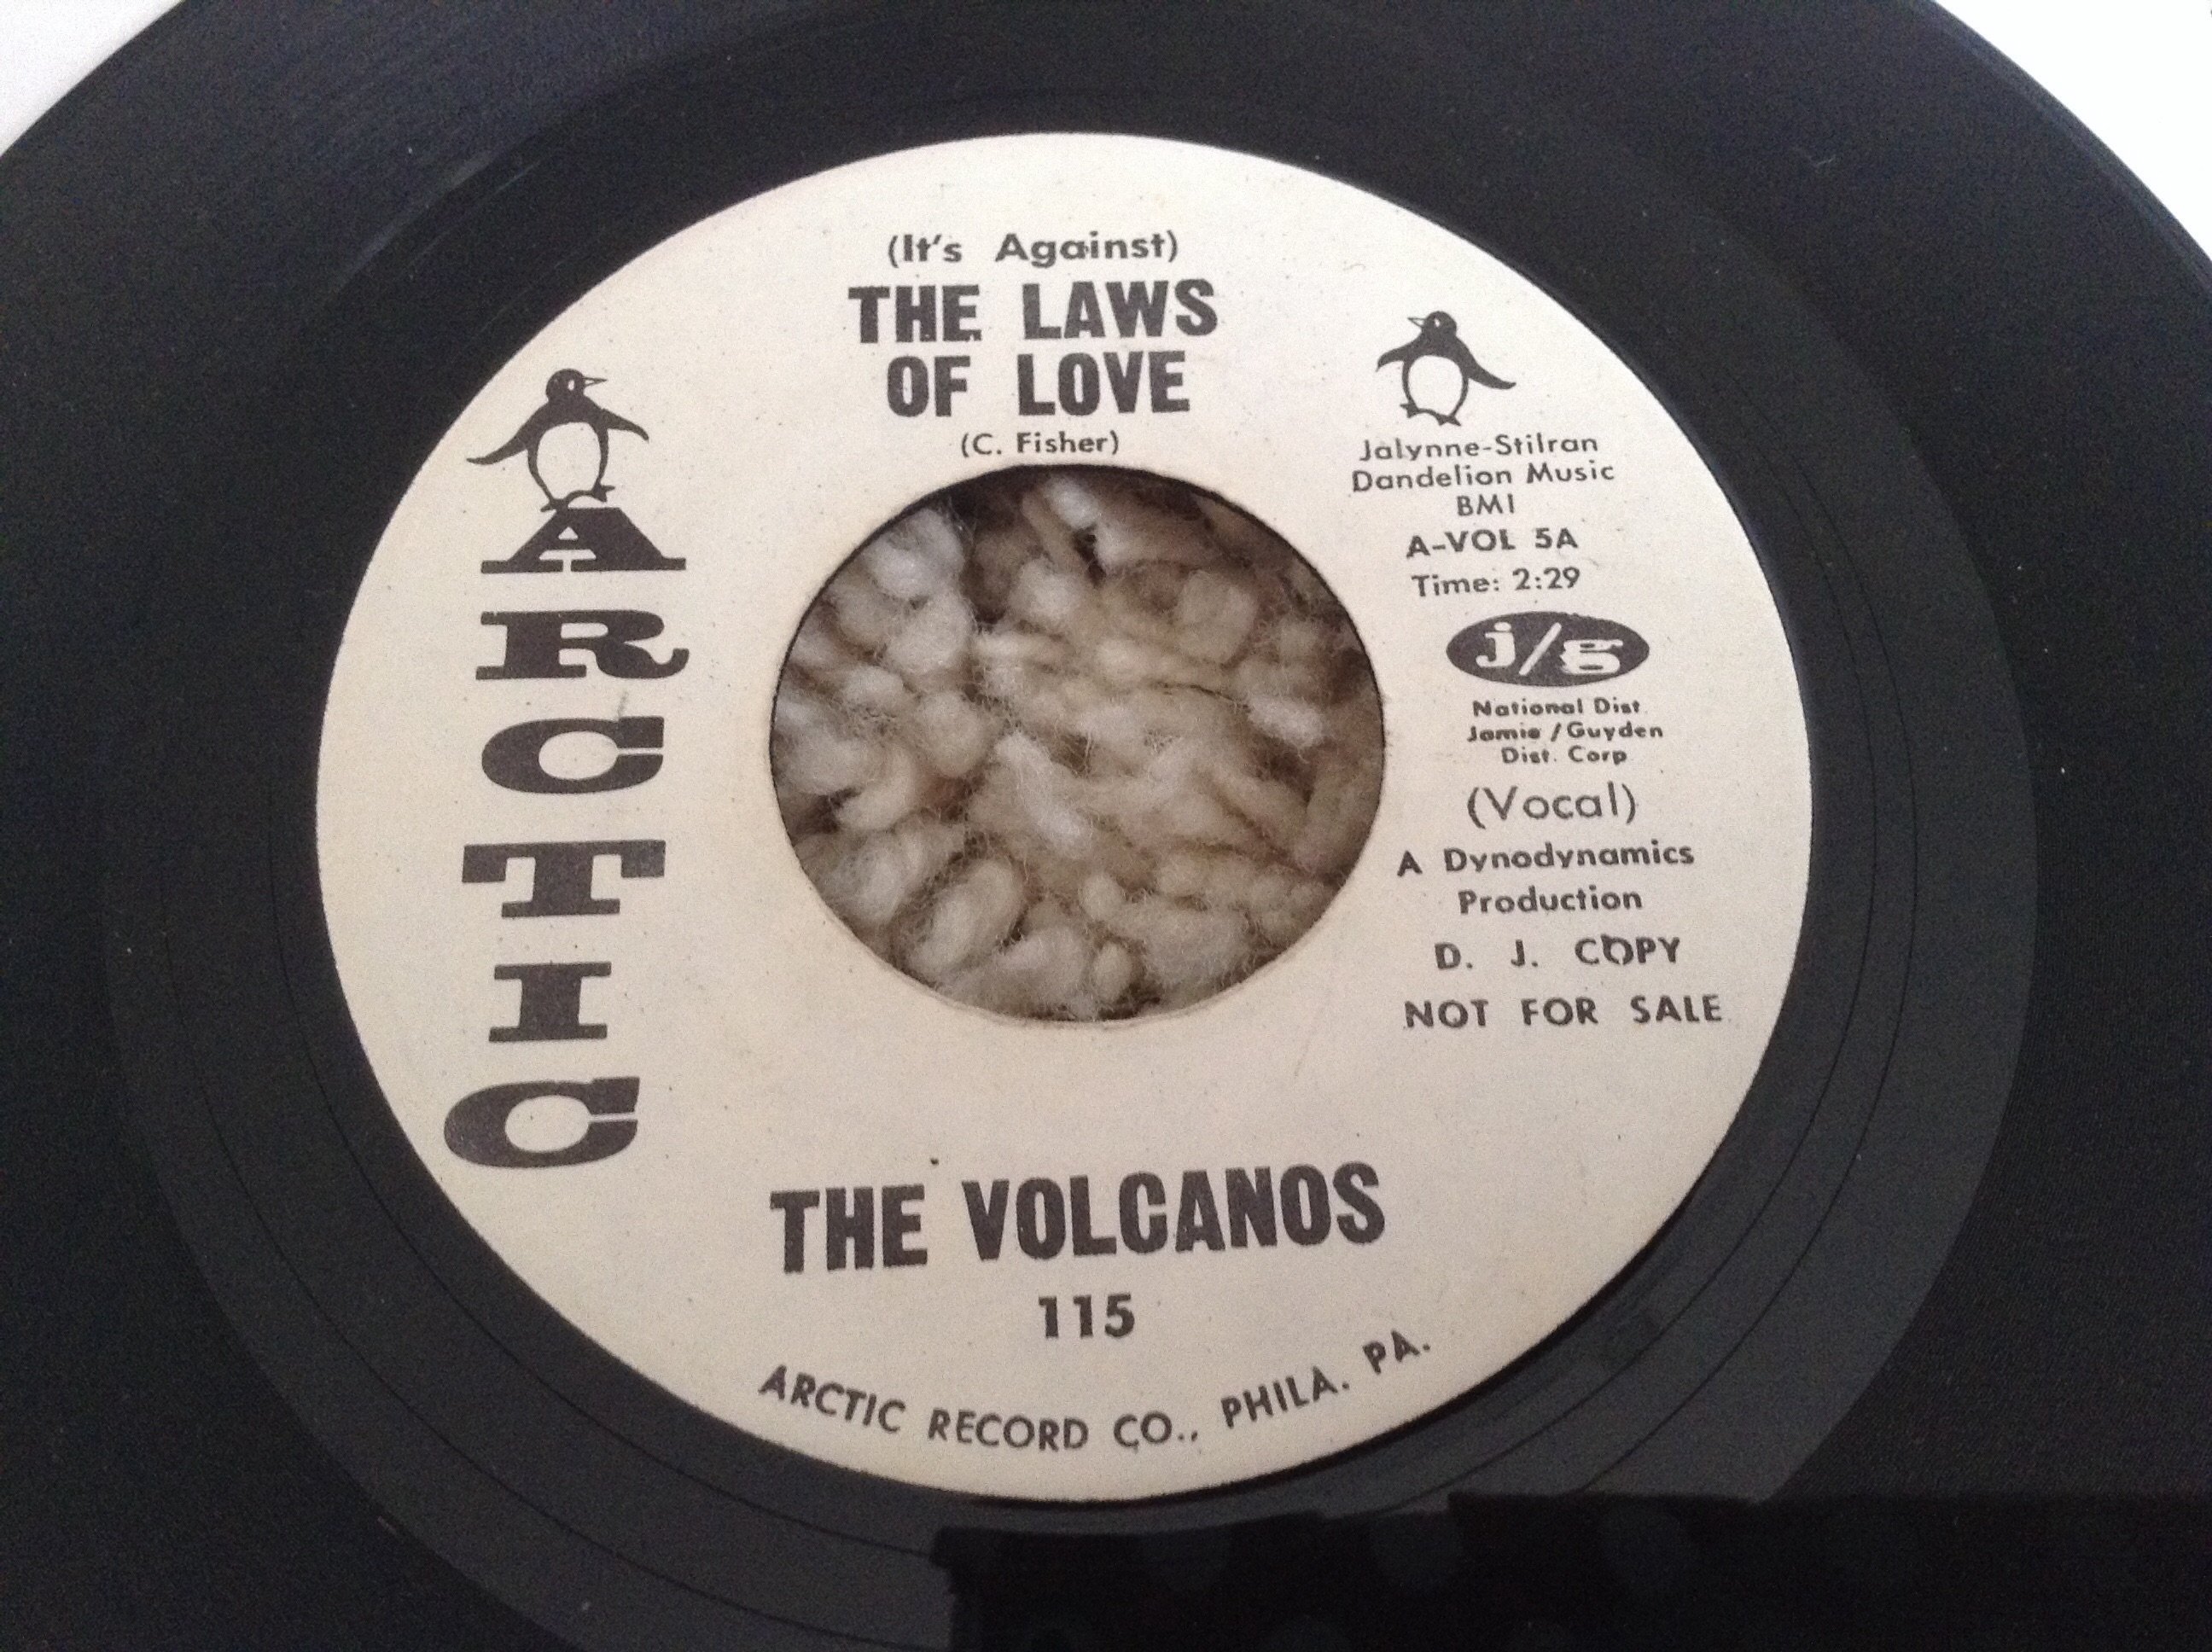 (It's Against)
THE LAWS
OF LOVE
(C. Fisher)
ARCTIC
Jalynne-Stilran
Dandelion Music
BMI
A-VOL 5A
Time: 2:29
j/g
National Dist.
Jamie / Guyden
Dist. Corp
(Vocal)
A Dynodynamics
Production
D. J. COPY
NOT FOR SALE
THE VOLCANOS
115
ARCTIC RECORD CO., PHILA. PA.